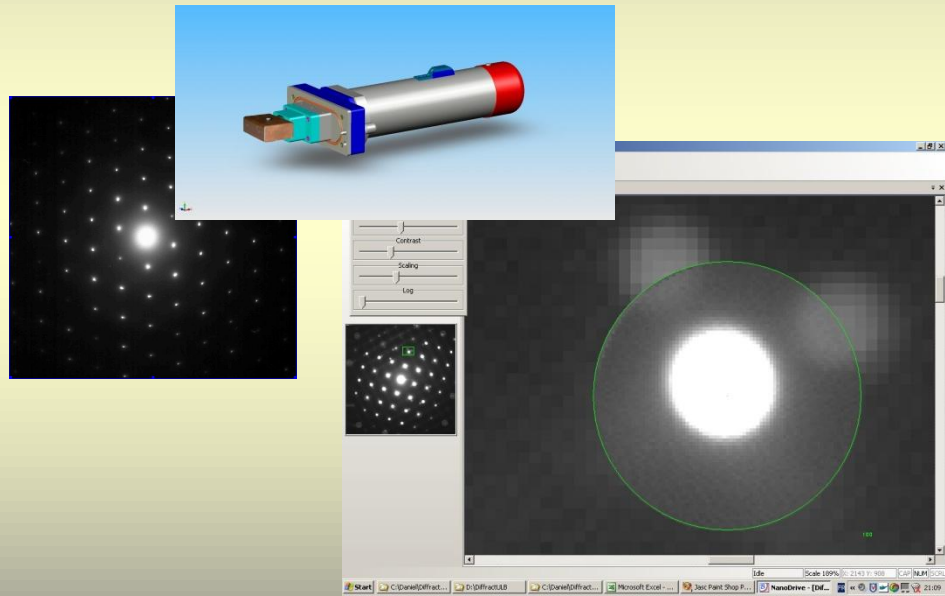 Contrast
Scaling
Log
Idle
Scale 189%
X: 2143 Y: 908
CAP
NUM
Start
C:\Daniel\Diffract...
D:\DiffractULB
C:\Daniel\Diffract...
Microsoft Excel - ...
Jasc Paint Shop P...
NanoDrive - [Dif...
21:09